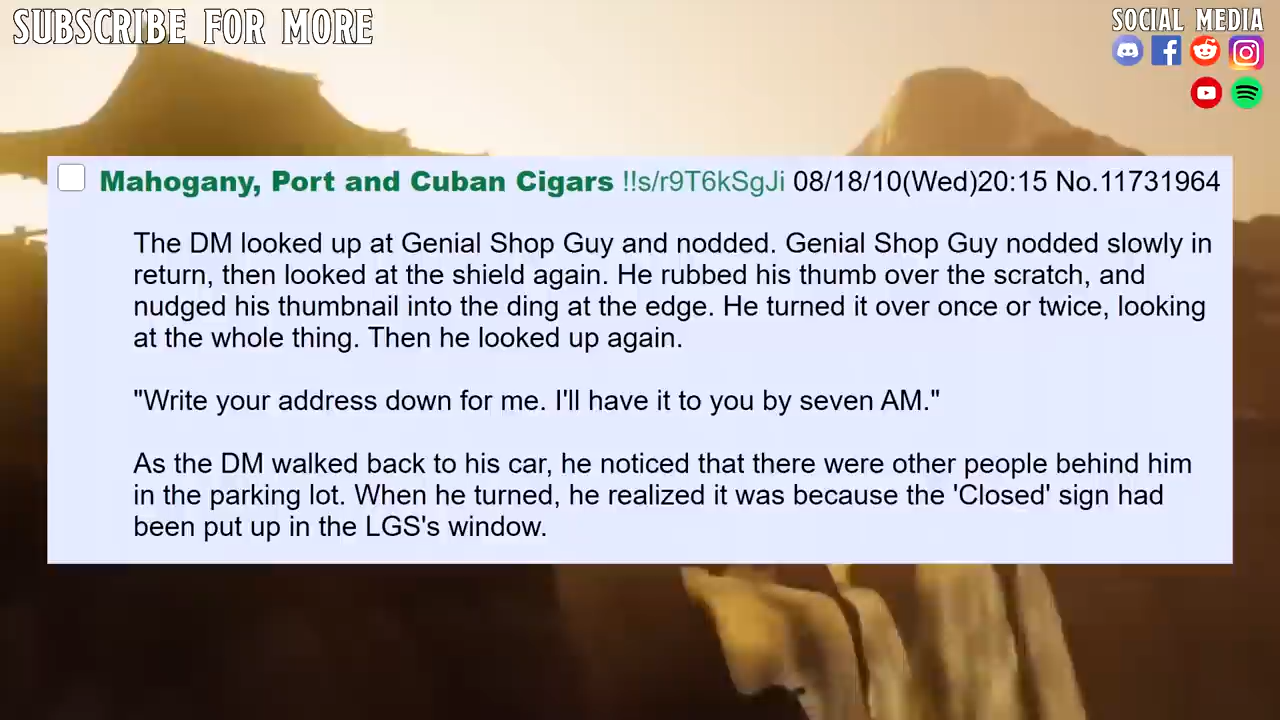 SUBSCRIBE FOR MORE
SOCIAL MEDIA
Mahogany, Port and Cuban Cigars !!s/r9T6kSgJi 08/18/10(Wed)20:15 No.11731964
The DM looked up at Genial Shop Guy and nodded. Genial Shop Guy nodded slowly in
return, then looked at the shield again. He rubbed his thumb over the scratch, and
nudged his thumbnail into the ding at the edge. He turned it over once or twice, looking
at the whole thing. Then he looked up again.
"Write your address down for me. I'll have it to you by seven AM."
As the DM walked back to his car, he noticed that there were other people behind him
in the parking lot. When he turned, he realized it was because the 'Closed' sign had
been put up in the LGS's window.